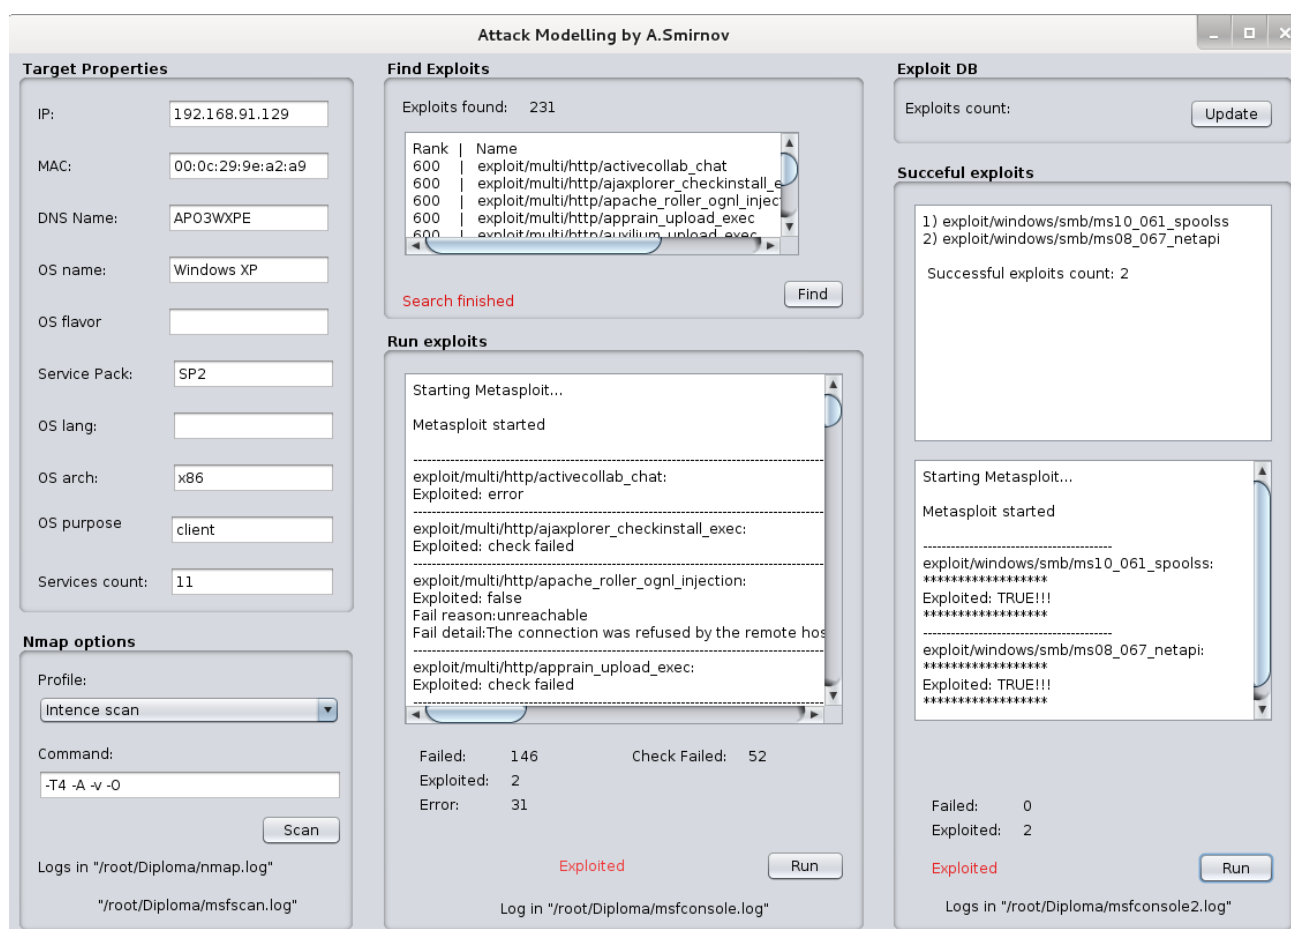 Attack Modelling by A.Smirnov
Target Properties
IP: 192.168.91.129
MAC: 00:0c:29:9e:a2:a9
DNS Name: AP03WXPE
OS name: Windows XP
OS flavor
Service Pack: SP2
OS lang:
OS arch: x86
OS purpose client
Services count: 11
Nmap options
Profile:
Intence scan
Command:
-T4 -A -v -O
Scan
Logs in "/root/Diploma/nmap.log"
"/root/Diploma/msfscan.log"
Find Exploits
Exploits found: 231
Rank | Name
600 | exploit/multi/http/activecollab_chat
600 | exploit/multi/http/ajaxplorer_checkinstall_e
600 | exploit/multi/http/apache_roller_ognl_injec
600 | exploit/multi/http/apprain_upload_exec
600 | exploit/multi/http/auxilium_upload_exec
Search finished
Find
Run exploits
Starting Metasploit...
Metasploit started
--------------------------------------------------------------------------------
exploit/multi/http/activecollab_chat:
Exploited: error
--------------------------------------------------------------------------------
exploit/multi/http/ajaxplorer_checkinstall_exec:
Exploited: check failed
--------------------------------------------------------------------------------
exploit/multi/http/apache_roller_ognl_injection:
Exploited: false
Fail reason:unreachable
Fail detail:The connection was refused by the remote hos
--------------------------------------------------------------------------------
exploit/multi/http/apprain_upload_exec:
Exploited: check failed
--------------------------------------------------------------------------------
Failed: 146 Check Failed: 52
Exploited: 2
Error: 31
Exploited
Run
Log in "/root/Diploma/msfconsole.log"
Exploit DB
Exploits count:
Update
Succeful exploits
1) exploit/windows/smb/ms10_061_spoolss
2) exploit/windows/smb/ms08_067_netapi
Successful exploits count: 2
Starting Metasploit...
Metasploit started
------------------------------------------
exploit/windows/smb/ms10_061_spoolss:
******************
Exploited: TRUE!!!
******************
------------------------------------------
exploit/windows/smb/ms08_067_netapi:
******************
Exploited: TRUE!!!
******************
Failed: 0
Exploited: 2
Exploited
Run
Logs in "/root/Diploma/msfconsole2.log"